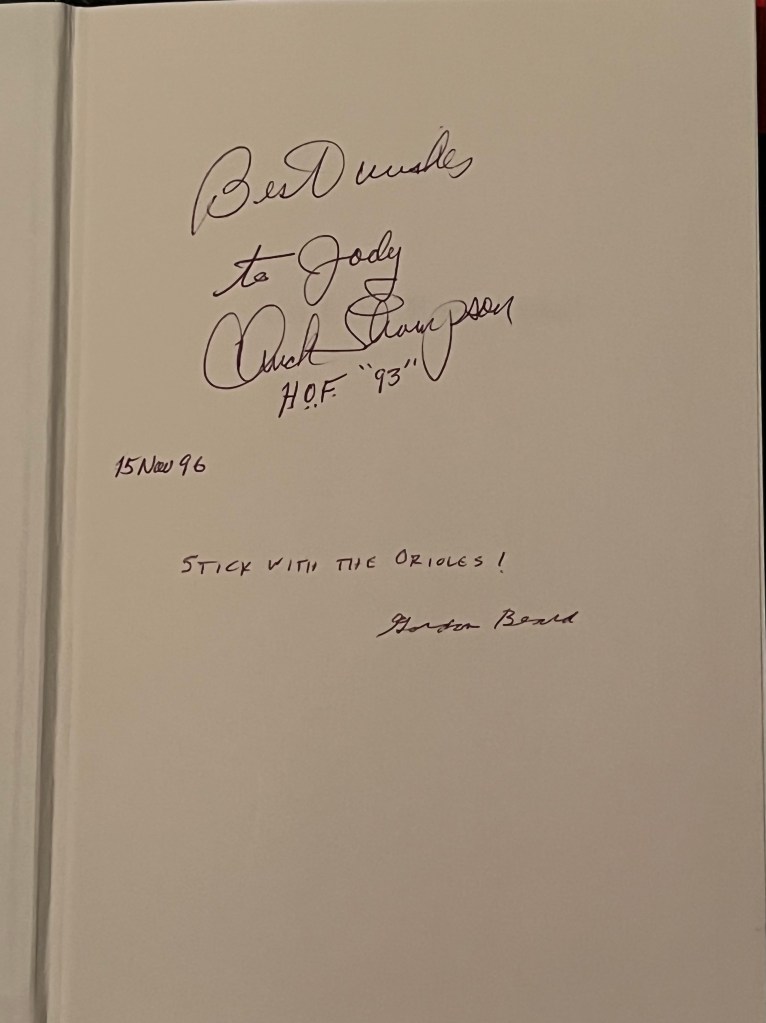 Best Wishes
to Jody
Chuck Thompson
H.O.F. "93"
15 Nov 96
STICK WITH THE ORIOLES!
Gordon Beard